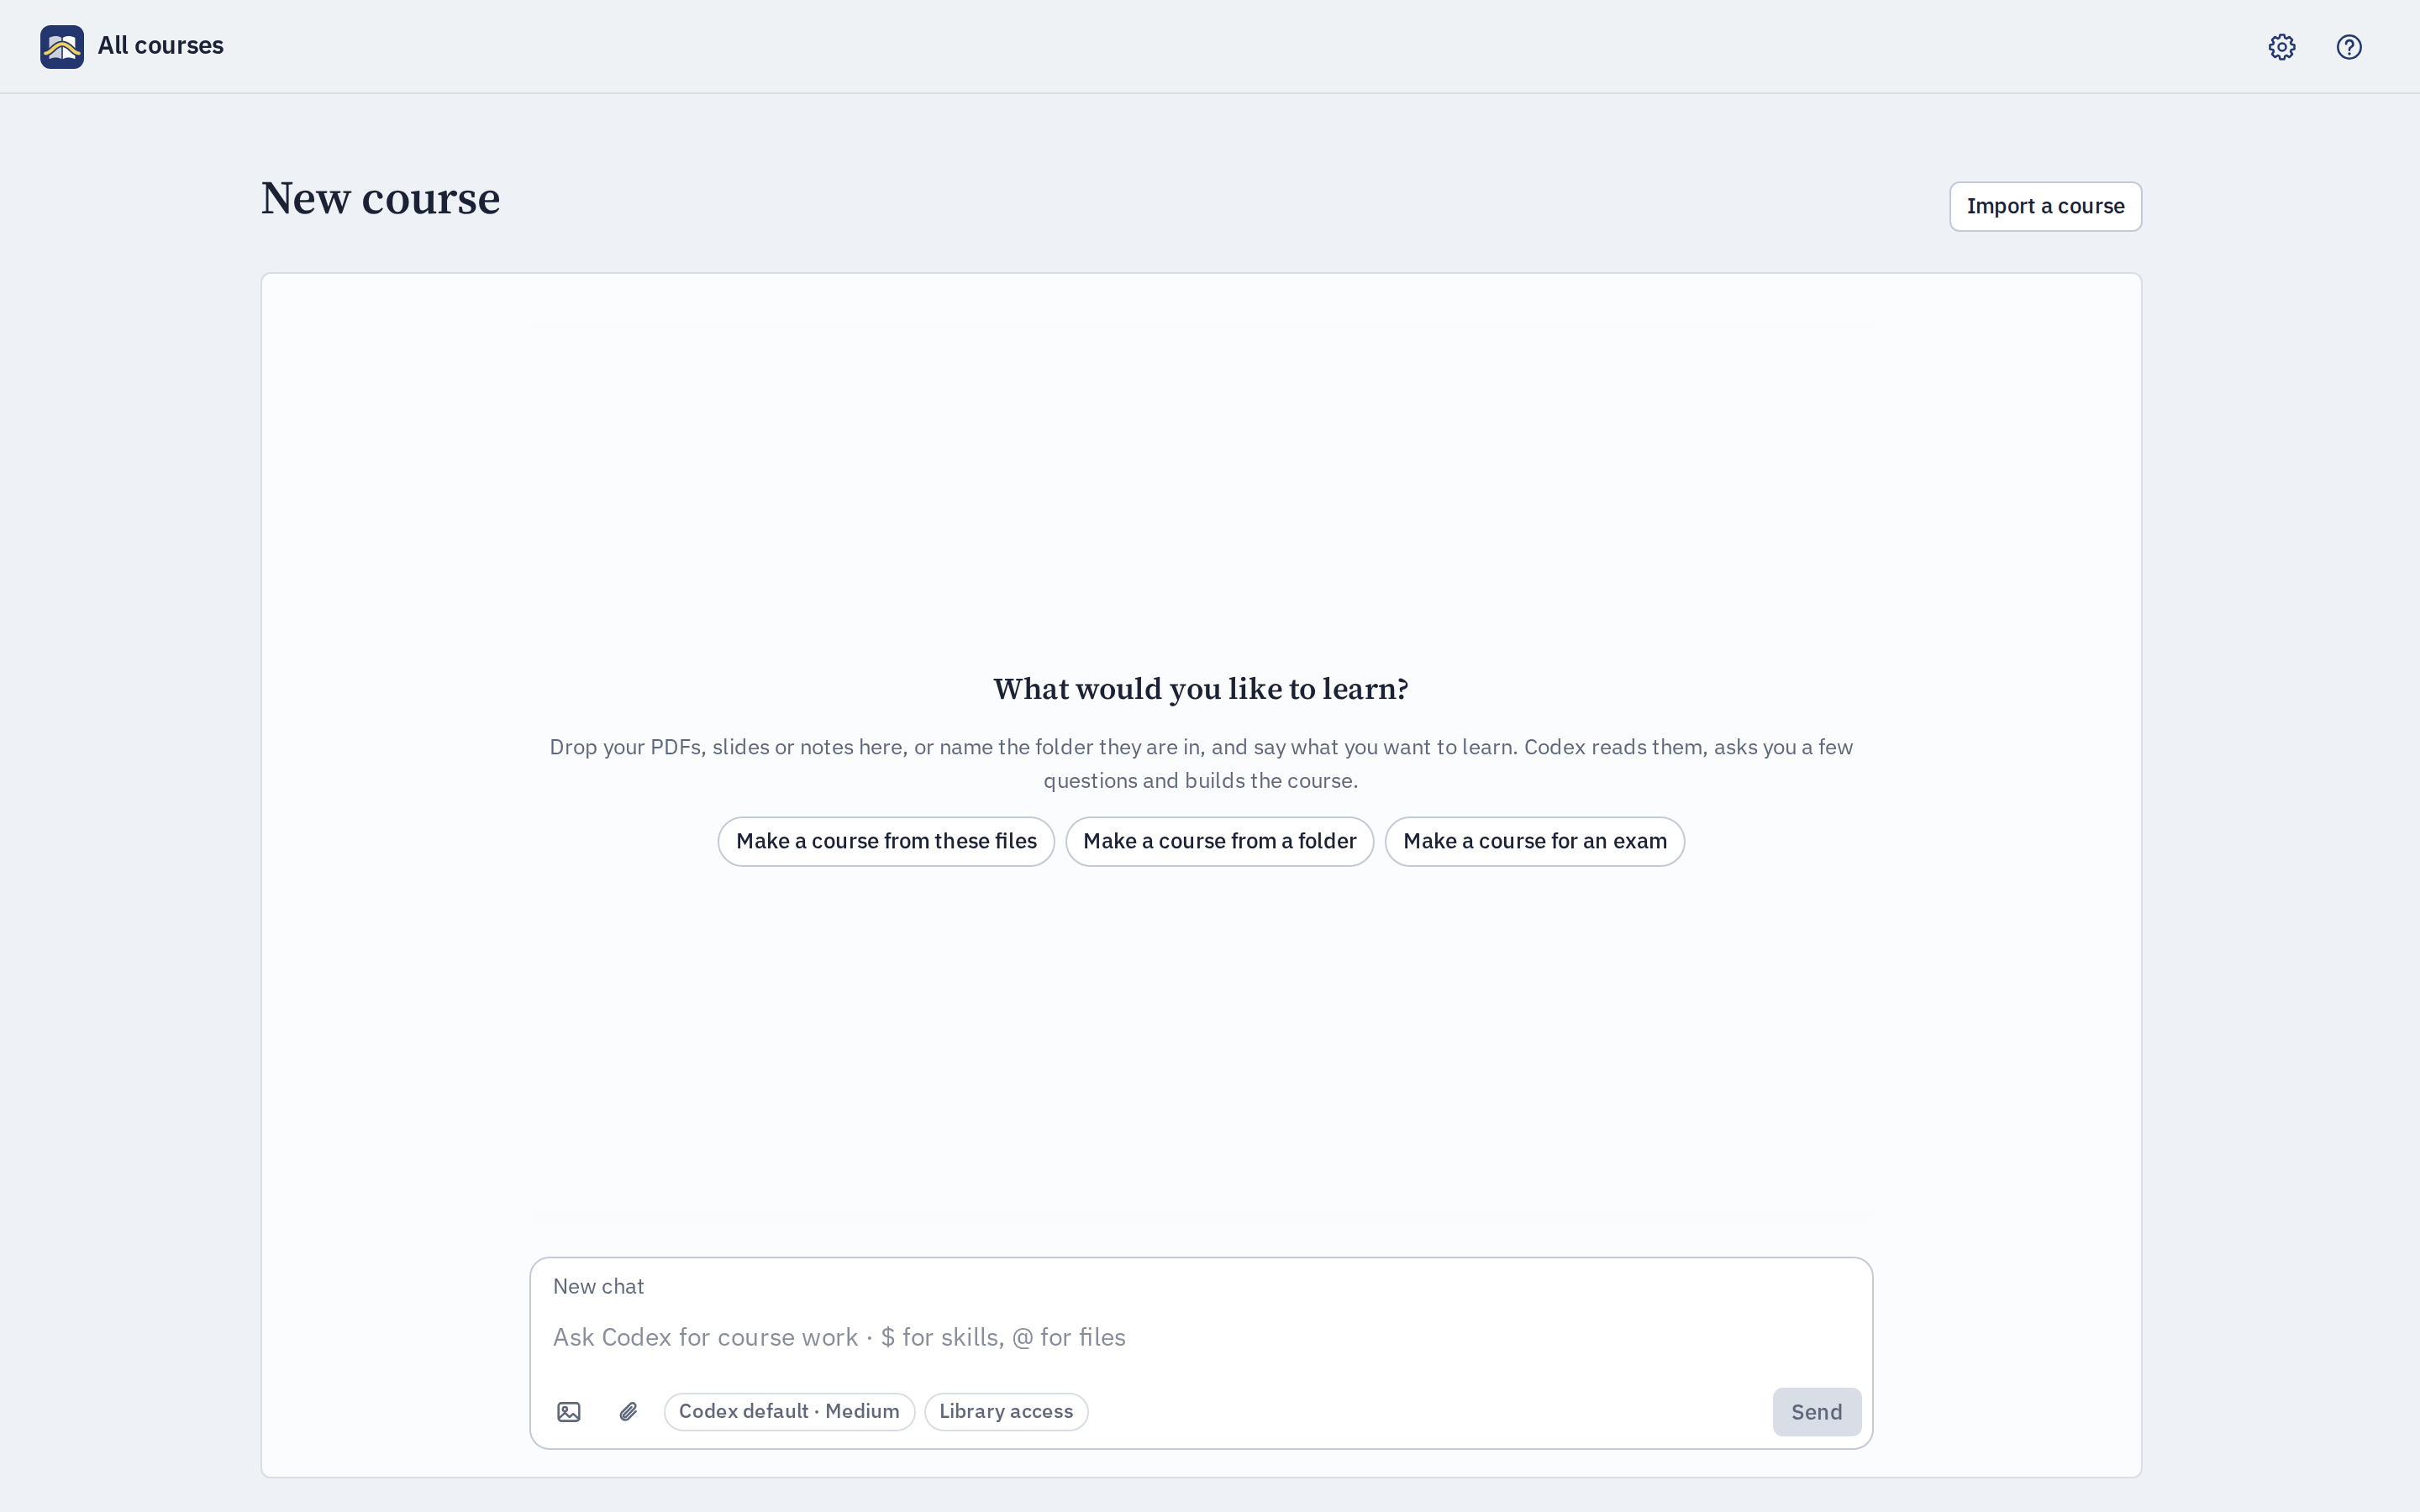 All courses
New course
Import a course
What would you like to learn?
Drop your PDFs, slides or notes here, or name the folder they are in, and say what you want to learn. Codex reads them, asks you a few
questions and builds the course.
Make a course from these files
Make a course from a folder
Make a course for an exam
New chat
Ask Codex for course work · $ for skills, @ for files
Codex default · Medium
Library access
Send